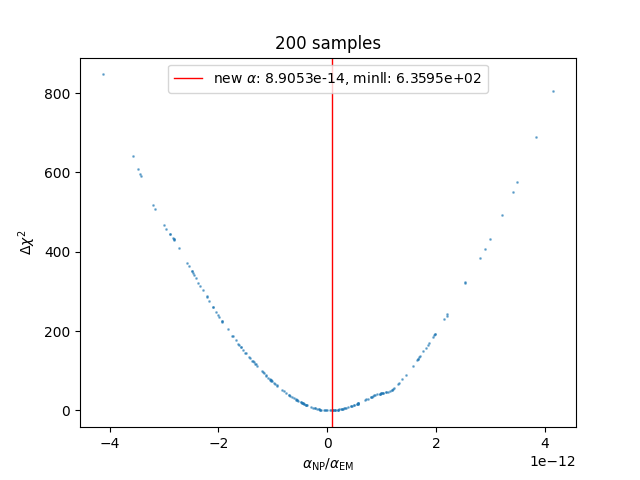 200 samples
new α: 8.9053e-14, minll: 6.3595e+02
800
600
400
200
0
Δχ²
−4
−2
0
2
4
1e−12
α_NP/α_EM